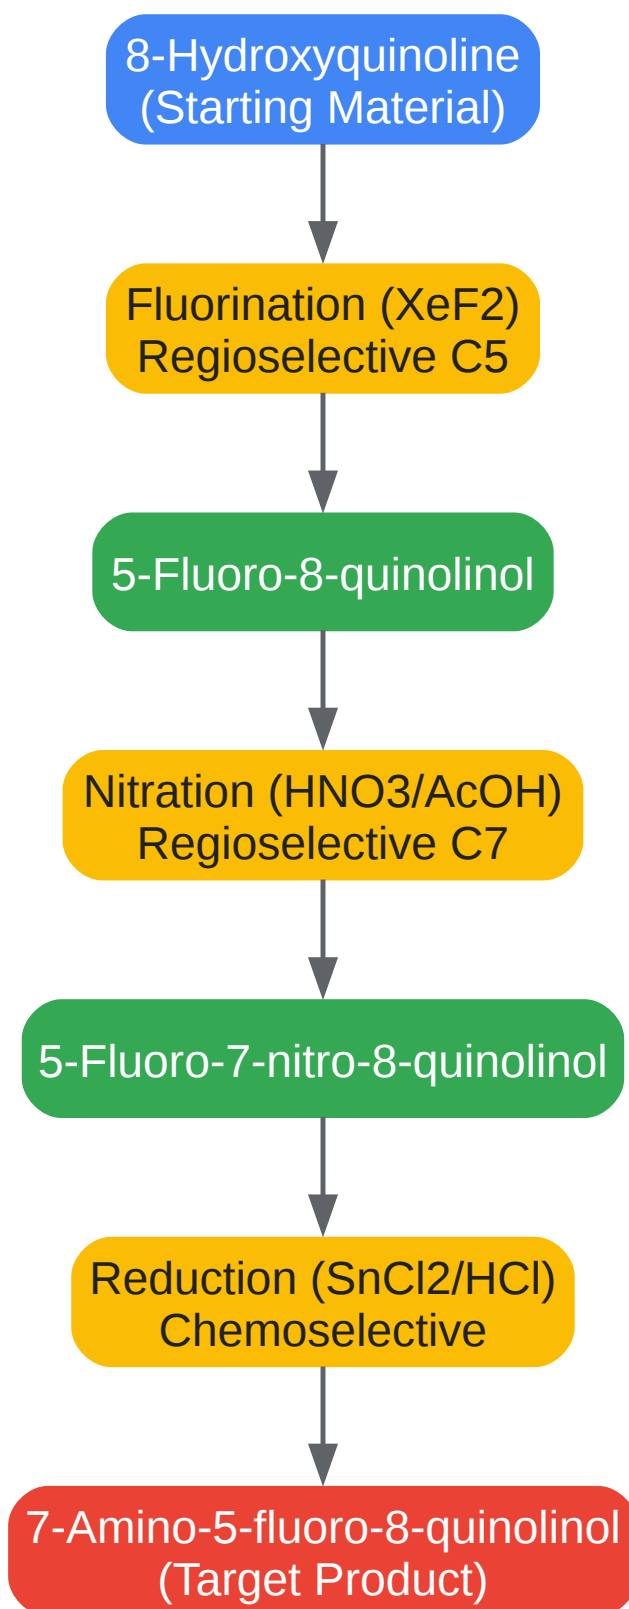 8-Hydroxyquinoline
(Starting Material)
Fluorination (XeF2)
Regioselective C5
5-Fluoro-8-quinolinol
Nitration (HNO3/AcOH)
Regioselective C7
5-Fluoro-7-nitro-8-quinolinol
Reduction (SnCl2/HCl)
Chemoselective
7-Amino-5-fluoro-8-quinolinol
(Target Product)